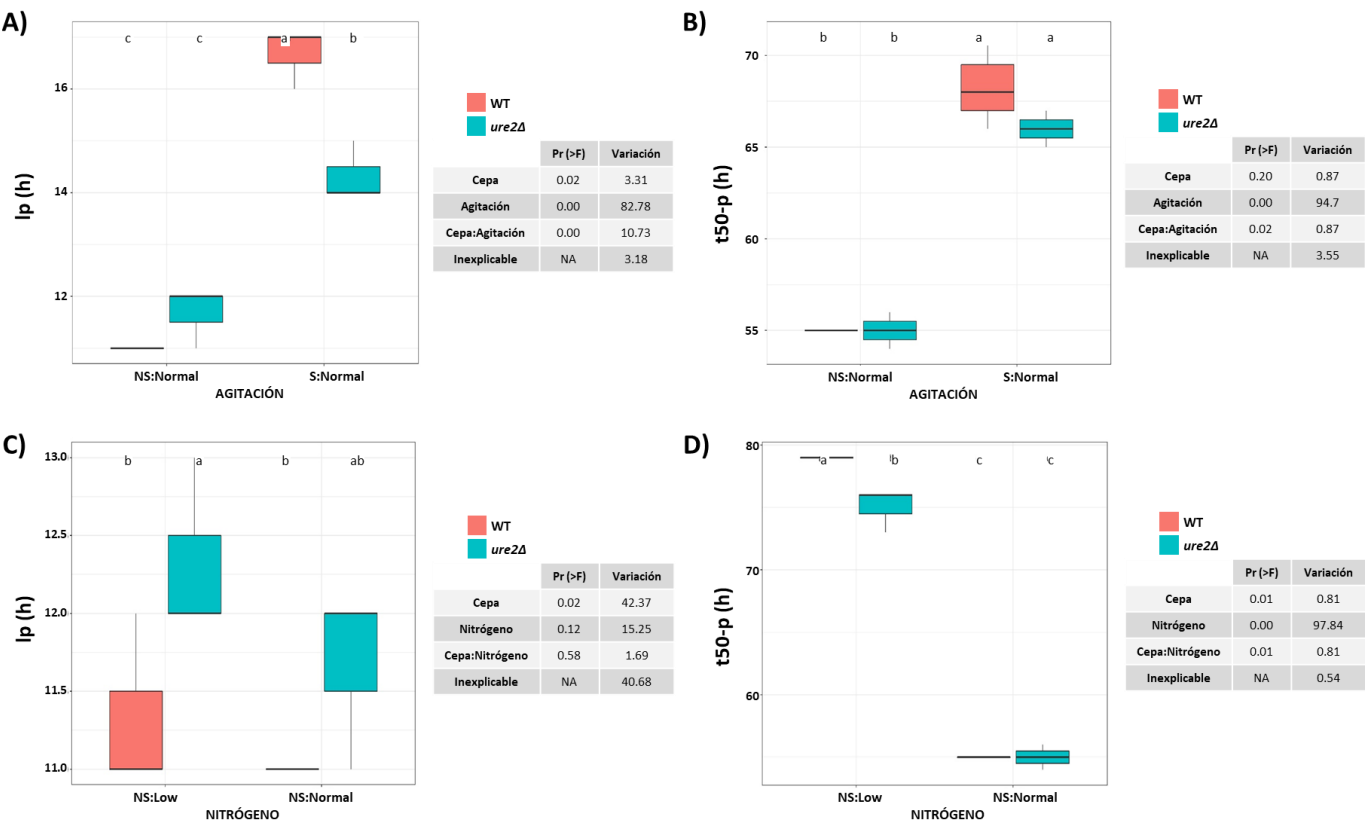 A)
c c a b
lp (h)
16
14
12
NS:Normal S:Normal
AGITACIÓN
WT
ure2Δ
Pr (>F) Variación
Cepa 0.02 3.31
Agitación 0.00 82.78
Cepa:Agitación 0.00 10.73
Inexplicable NA 3.18
B)
b b a a
t50-p (h)
70
65
60
55
NS:Normal S:Normal
AGITACIÓN
WT
ure2Δ
Pr (>F) Variación
Cepa 0.20 0.87
Agitación 0.00 94.7
Cepa:Agitación 0.02 0.87
Inexplicable NA 3.55
C)
b a b ab
lp (h)
13.0
12.5
12.0
11.5
11.0
NS:Low NS:Normal
NITRÓGENO
WT
ure2Δ
Pr (>F) Variación
Cepa 0.02 42.37
Nitrógeno 0.12 15.25
Cepa:Nitrógeno 0.58 1.69
Inexplicable NA 40.68
D)
a b c c
t50-p (h)
80
70
60
NS:Low NS:Normal
NITRÓGENO
WT
ure2Δ
Pr (>F) Variación
Cepa 0.01 0.81
Nitrógeno 0.00 97.84
Cepa:Nitrógeno 0.01 0.81
Inexplicable NA 0.54